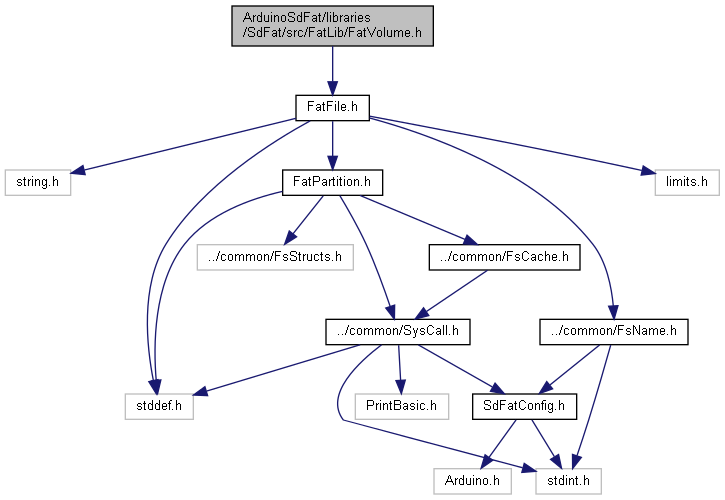 ArduinoSdFat/libraries
/SdFat/src/FatLib/FatVolume.h
FatFile.h
string.h
FatPartition.h
limits.h
../common/FsStructs.h
../common/FsCache.h
../common/SysCall.h
../common/FsName.h
stddef.h
PrintBasic.h
SdFatConfig.h
Arduino.h
stdint.h